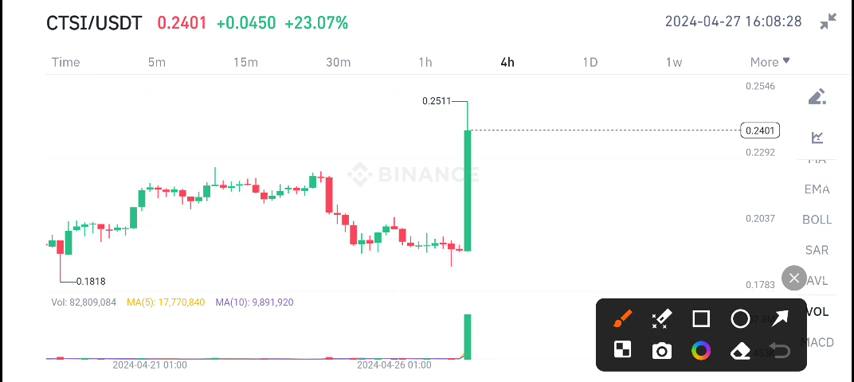 CTSI/USDT 0.2401 +0.0450 +23.07% 2024-04-27 16:08:28
Time 5m 15m 30m 1h 4h 1D 1w More
0.2546
0.2511
0.2401
0.2292
BINANCE
MA
EMA
0.2037
BOLL
SAR
0.1818
0.1783
AVL
Vol: 82,809,084 MA(5): 17,770,840 MA(10): 9,891,920
VOL
MACD
2024-04-21 01:00 2024-04-26 01:00